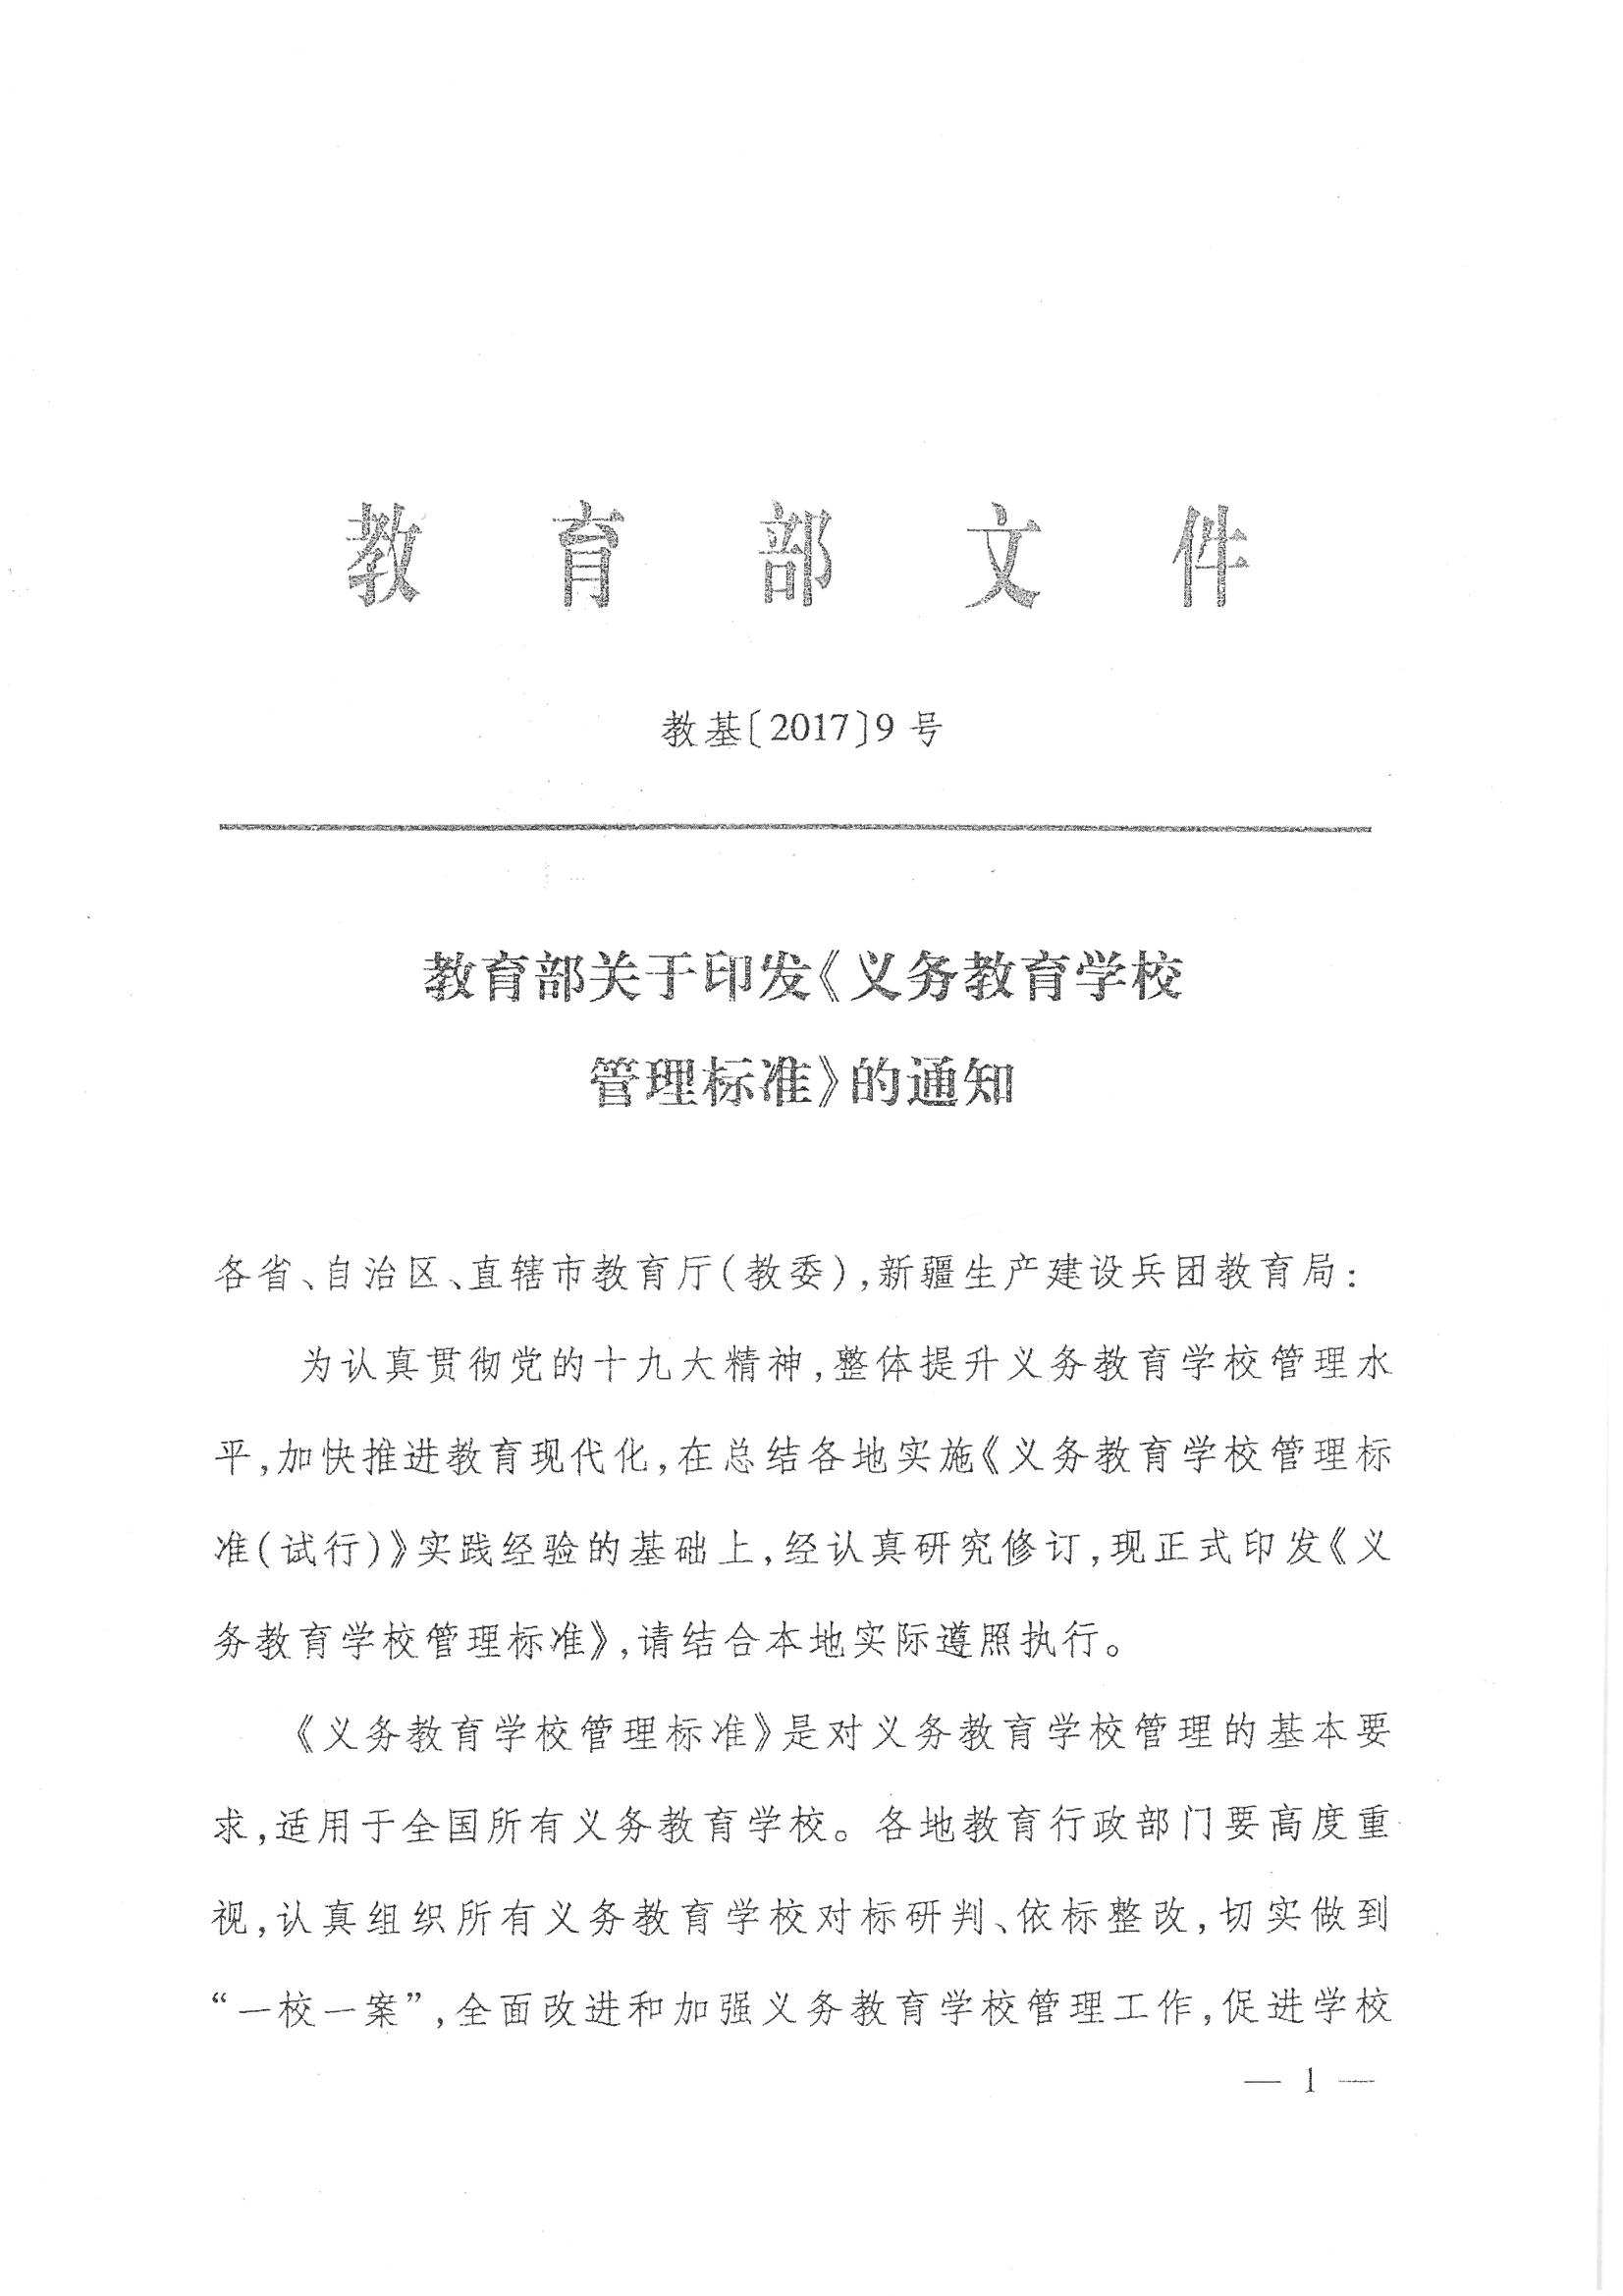 教育部文件
教基〔2017〕9号
教育部关于印发《义务教育学校
管理标准》的通知
各省、自治区、直辖市教育厅(教委),新疆生产建设兵团教育局:
为认真贯彻党的十九大精神,整体提升义务教育学校管理水
平,加快推进教育现代化,在总结各地实施《义务教育学校管理标
准(试行)》实践经验的基础上,经认真研究修订,现正式印发《义
务教育学校管理标准》,请结合本地实际遵照执行。
《义务教育学校管理标准》是对义务教育学校管理的基本要
求,适用于全国所有义务教育学校。各地教育行政部门要高度重
视,认真组织所有义务教育学校对标研判、依标整改,切实做到
“一校一案”,全面改进和加强义务教育学校管理工作,促进学校
— 1 —